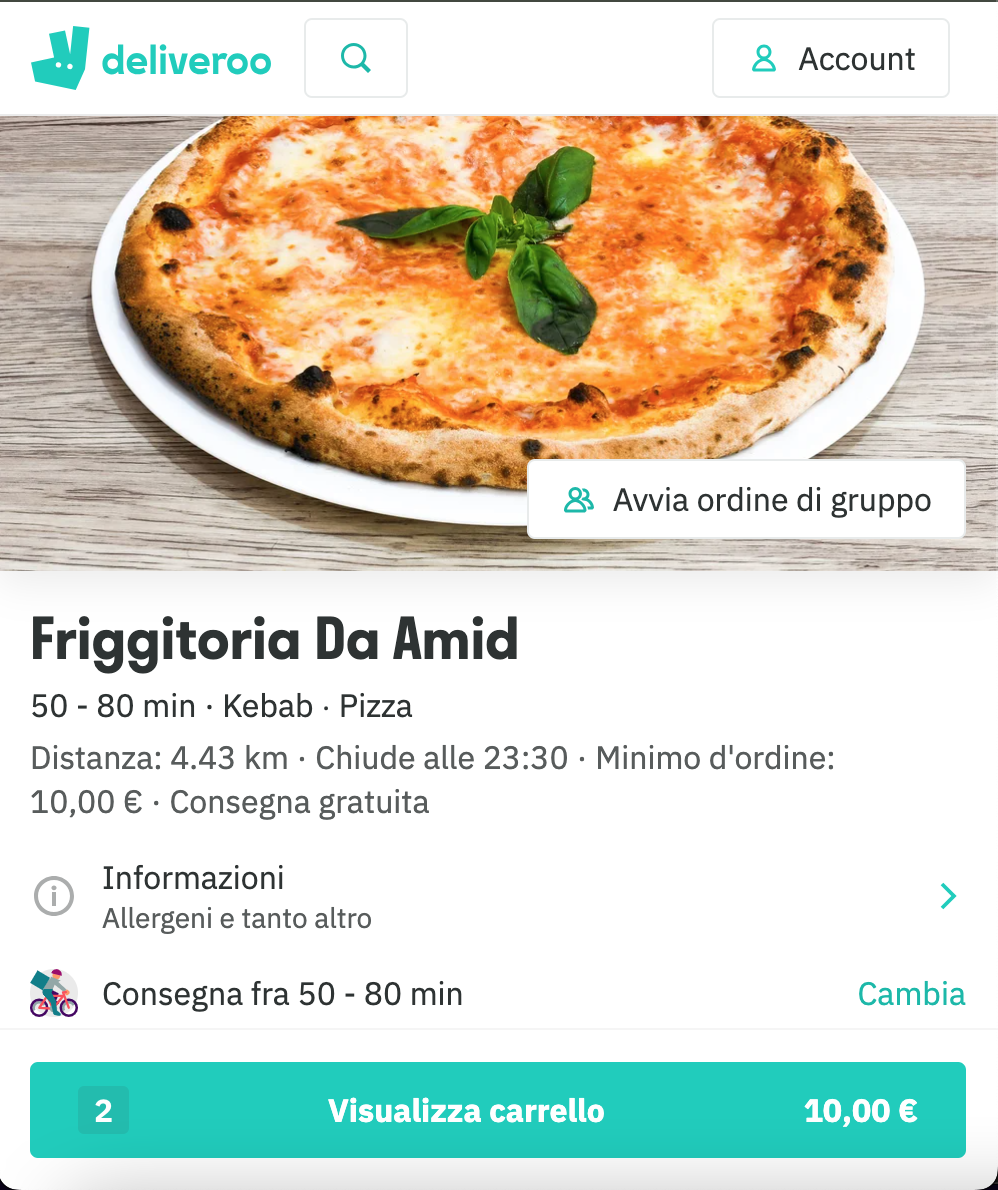 deliveroo
Account
Avvia ordine di gruppo
Friggitoria Da Amid
50 - 80 min · Kebab · Pizza
Distanza: 4.43 km · Chiude alle 23:30 · Minimo d'ordine:
10,00 € · Consegna gratuita
Informazioni
Allergeni e tanto altro
Consegna fra 50 - 80 min
Cambia
2
Visualizza carrello
10,00 €